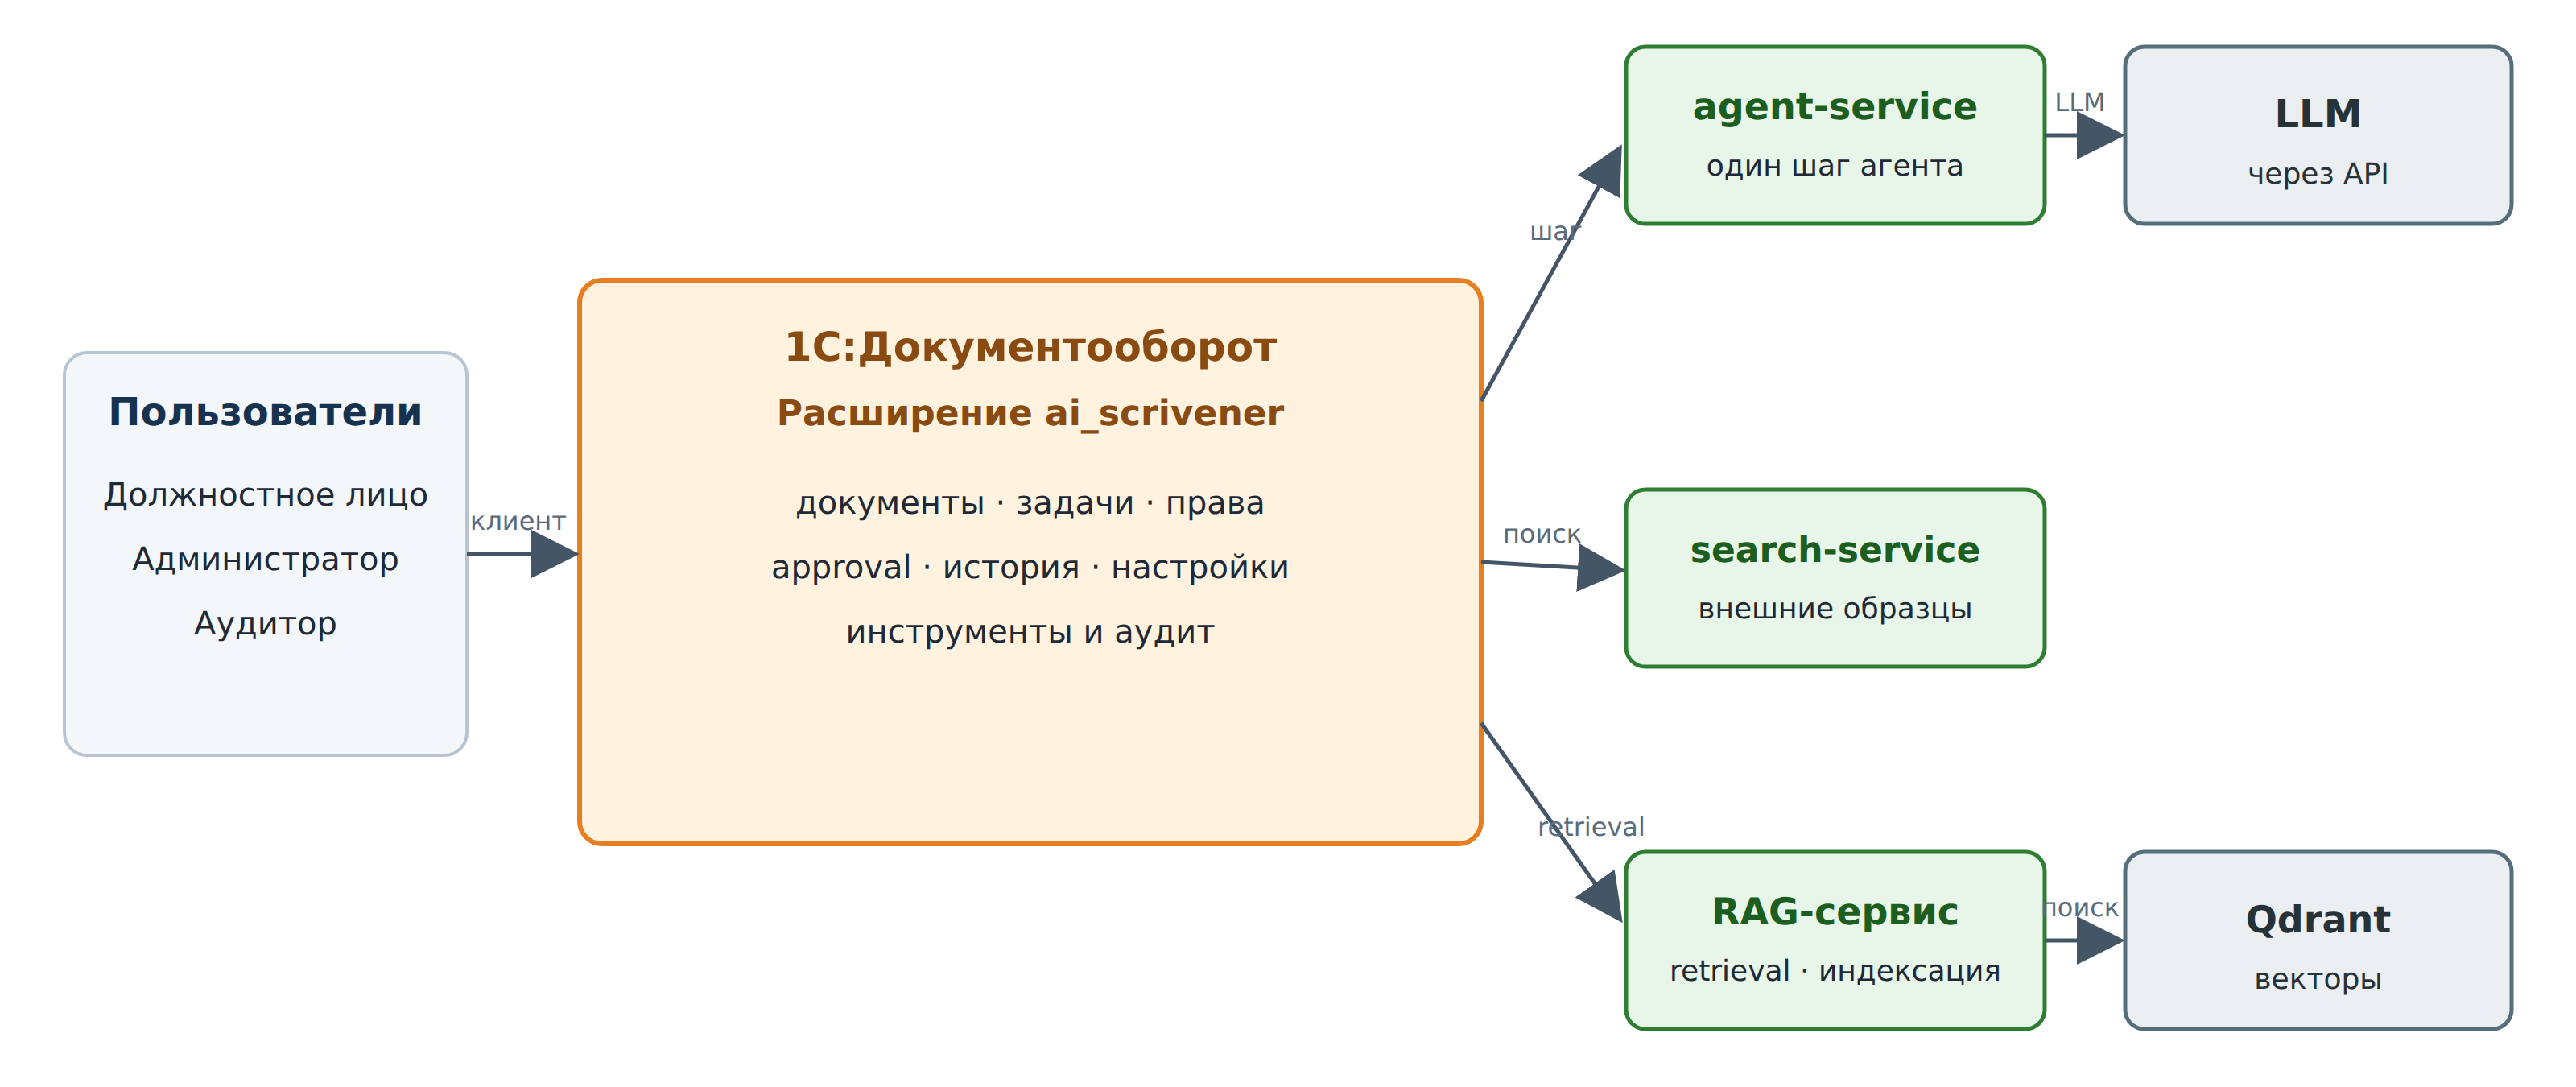 Пользователи
Должностное лицо
Администратор
Аудитор
клиент
1С:Документооборот
Расширение ai_scrivener
документы · задачи · права
approval · история · настройки
инструменты и аудит
шаг
agent-service
один шаг агента
LLM
LLM
через API
поиск
search-service
внешние образцы
retrieval
RAG-сервис
retrieval · индексация
поиск
Qdrant
векторы